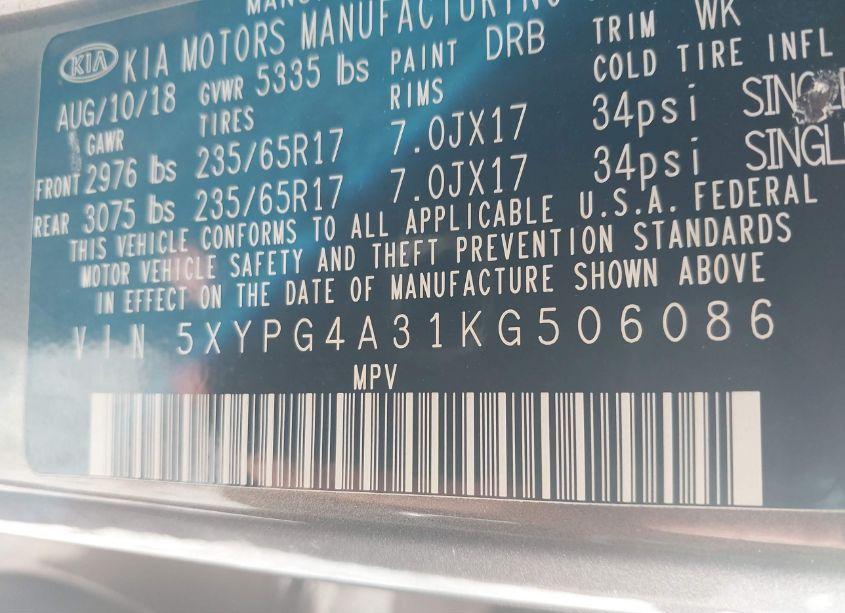 MANU
KIA KIA MOTORS MANUFACTURING
AUG/10/18 GVWR 5335 lbs PAINT DRB TRIM WK
GAWR TIRES RIMS COLD TIRE INFL
FRONT 2976 lbs 235/65R17 7.0JX17 34psi SINGLE
REAR 3075 lbs 235/65R17 7.0JX17 34psi SINGL
THIS VEHICLE CONFORMS TO ALL APPLICABLE U.S.A. FEDERAL
MOTOR VEHICLE SAFETY AND THEFT PREVENTION STANDARDS
IN EFFECT ON THE DATE OF MANUFACTURE SHOWN ABOVE
VIN 5XYPG4A31KG506086
MPV